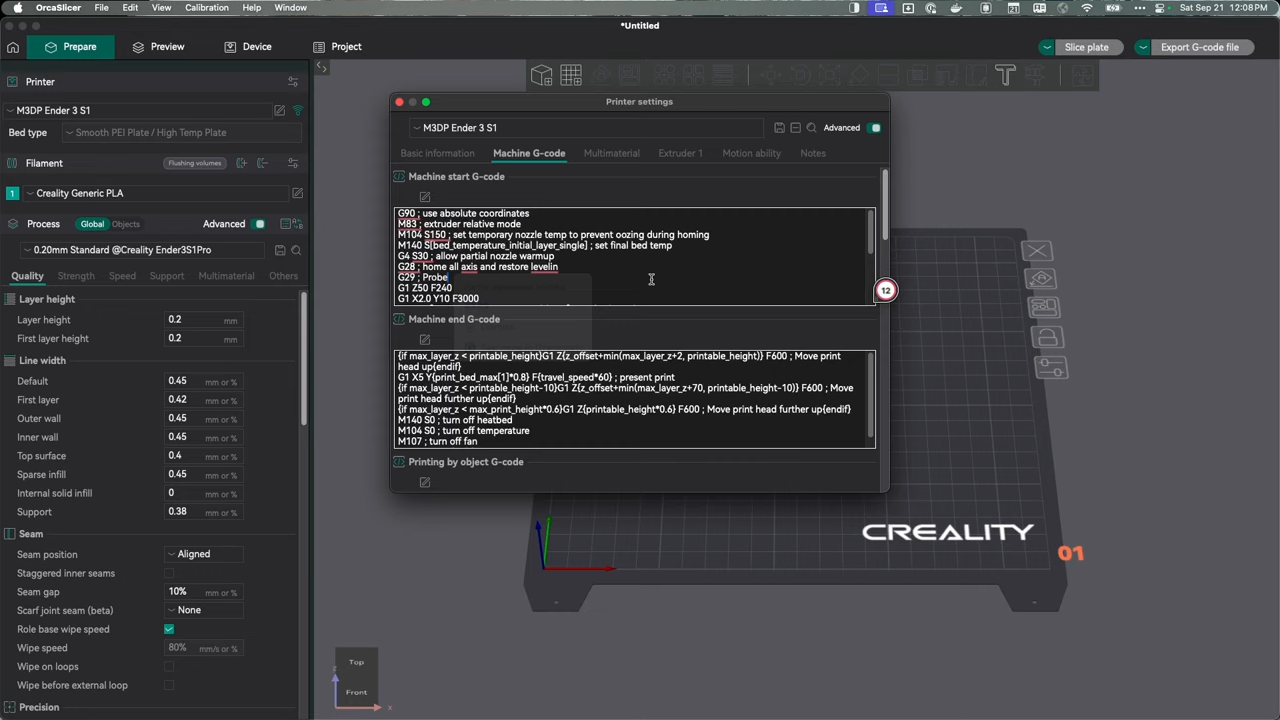 OrcaSlicer File Edit View Calibration Help Window Sat Sep 21 12:08 PM
*Untitled
Prepare Preview Device Project Slice plate Export G-code file
Printer
M3DP Ender 3 S1
Bed type Smooth PEI Plate / High Temp Plate
Filament Flushing volumes
1 Creality Generic PLA
Process Global Objects Advanced
0.20mm Standard @Creality Ender3S1Pro
Quality Strength Speed Support Multimaterial Others
Layer height
Layer height 0.2 mm
First layer height 0.2 mm
Line width
Default 0.45 mm or %
First layer 0.42 mm or %
Outer wall 0.45 mm or %
Inner wall 0.45 mm or %
Top surface 0.4 mm or %
Sparse infill 0.45 mm or %
Internal solid infill 0 mm or %
Support 0.38 mm or %
Seam
Seam position Aligned
Staggered inner seams
Seam gap 10% mm or %
Scarf joint seam (beta) None
Role base wipe speed
Wipe speed 80% mm/s or %
Wipe on loops
Wipe before external loop
Precision
Printer settings
M3DP Ender 3 S1 Advanced
Basic information Machine G-code Multimaterial Extruder 1 Motion ability Notes
Machine start G-code
G90 ; use absolute coordinates
M83 ; extruder relative mode
M104 S150 ; set temporary nozzle temp to prevent oozing during homing
M140 S[bed_temperature_initial_layer_single] ; set final bed temp
G4 S30 ; allow partial nozzle warmup
G28 ; home all axis and restore levelin
G29 ; Probe
G1 Z50 F240
G1 X2.0 Y10 F3000
12
Machine end G-code
{if max_layer_z < printable_height}G1 Z{z_offset+min(max_layer_z+2, printable_height)} F600 ; Move print
head up{endif}
G1 X5 Y{print_bed_max[1]*0.8} F{travel_speed*60} ; present print
{if max_layer_z < printable_height-10}G1 Z{z_offset+min(max_layer_z+70, printable_height-10)} F600 ; Move
print head further up{endif}
{if max_layer_z < max_print_height*0.6}G1 Z{printable_height*0.6} F600 ; Move print head further up{endif}
M140 S0 ; turn off heatbed
M104 S0 ; turn off temperature
M107 ; turn off fan
Printing by object G-code
CREALITY
01
Top
Front
z
x